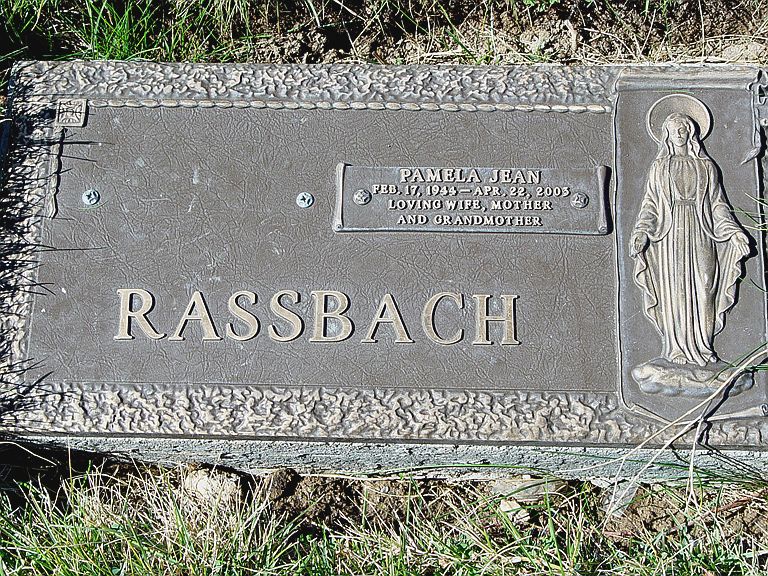 PAMELA JEAN
FEB. 17, 1944 — APR. 22, 2003
LOVING WIFE, MOTHER
AND GRANDMOTHER
RASSBACH